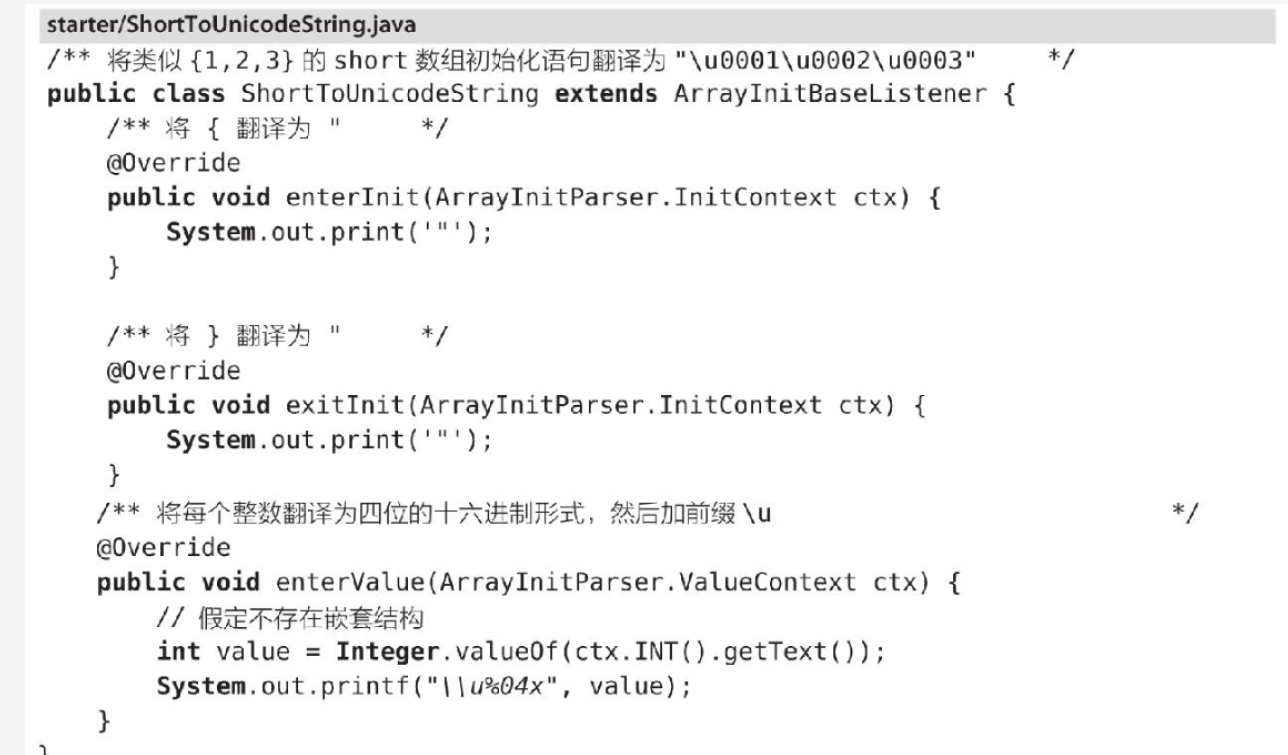 starter/ShortToUnicodeString.java
/** 将类似 {1,2,3} 的 short 数组初始化语句翻译为 "\u0001\u0002\u0003" */
public class ShortToUnicodeString extends ArrayInitBaseListener {
/** 将 { 翻译为 " */
@Override
public void enterInit(ArrayInitParser.InitContext ctx) {
System.out.print('"');
}
/** 将 } 翻译为 " */
@Override
public void exitInit(ArrayInitParser.InitContext ctx) {
System.out.print('"');
}
/** 将每个整数翻译为四位的十六进制形式，然后加前缀 \u */
@Override
public void enterValue(ArrayInitParser.ValueContext ctx) {
// 假定不存在嵌套结构
int value = Integer.valueOf(ctx.INT().getText());
System.out.printf("\\u%04x", value);
}
}